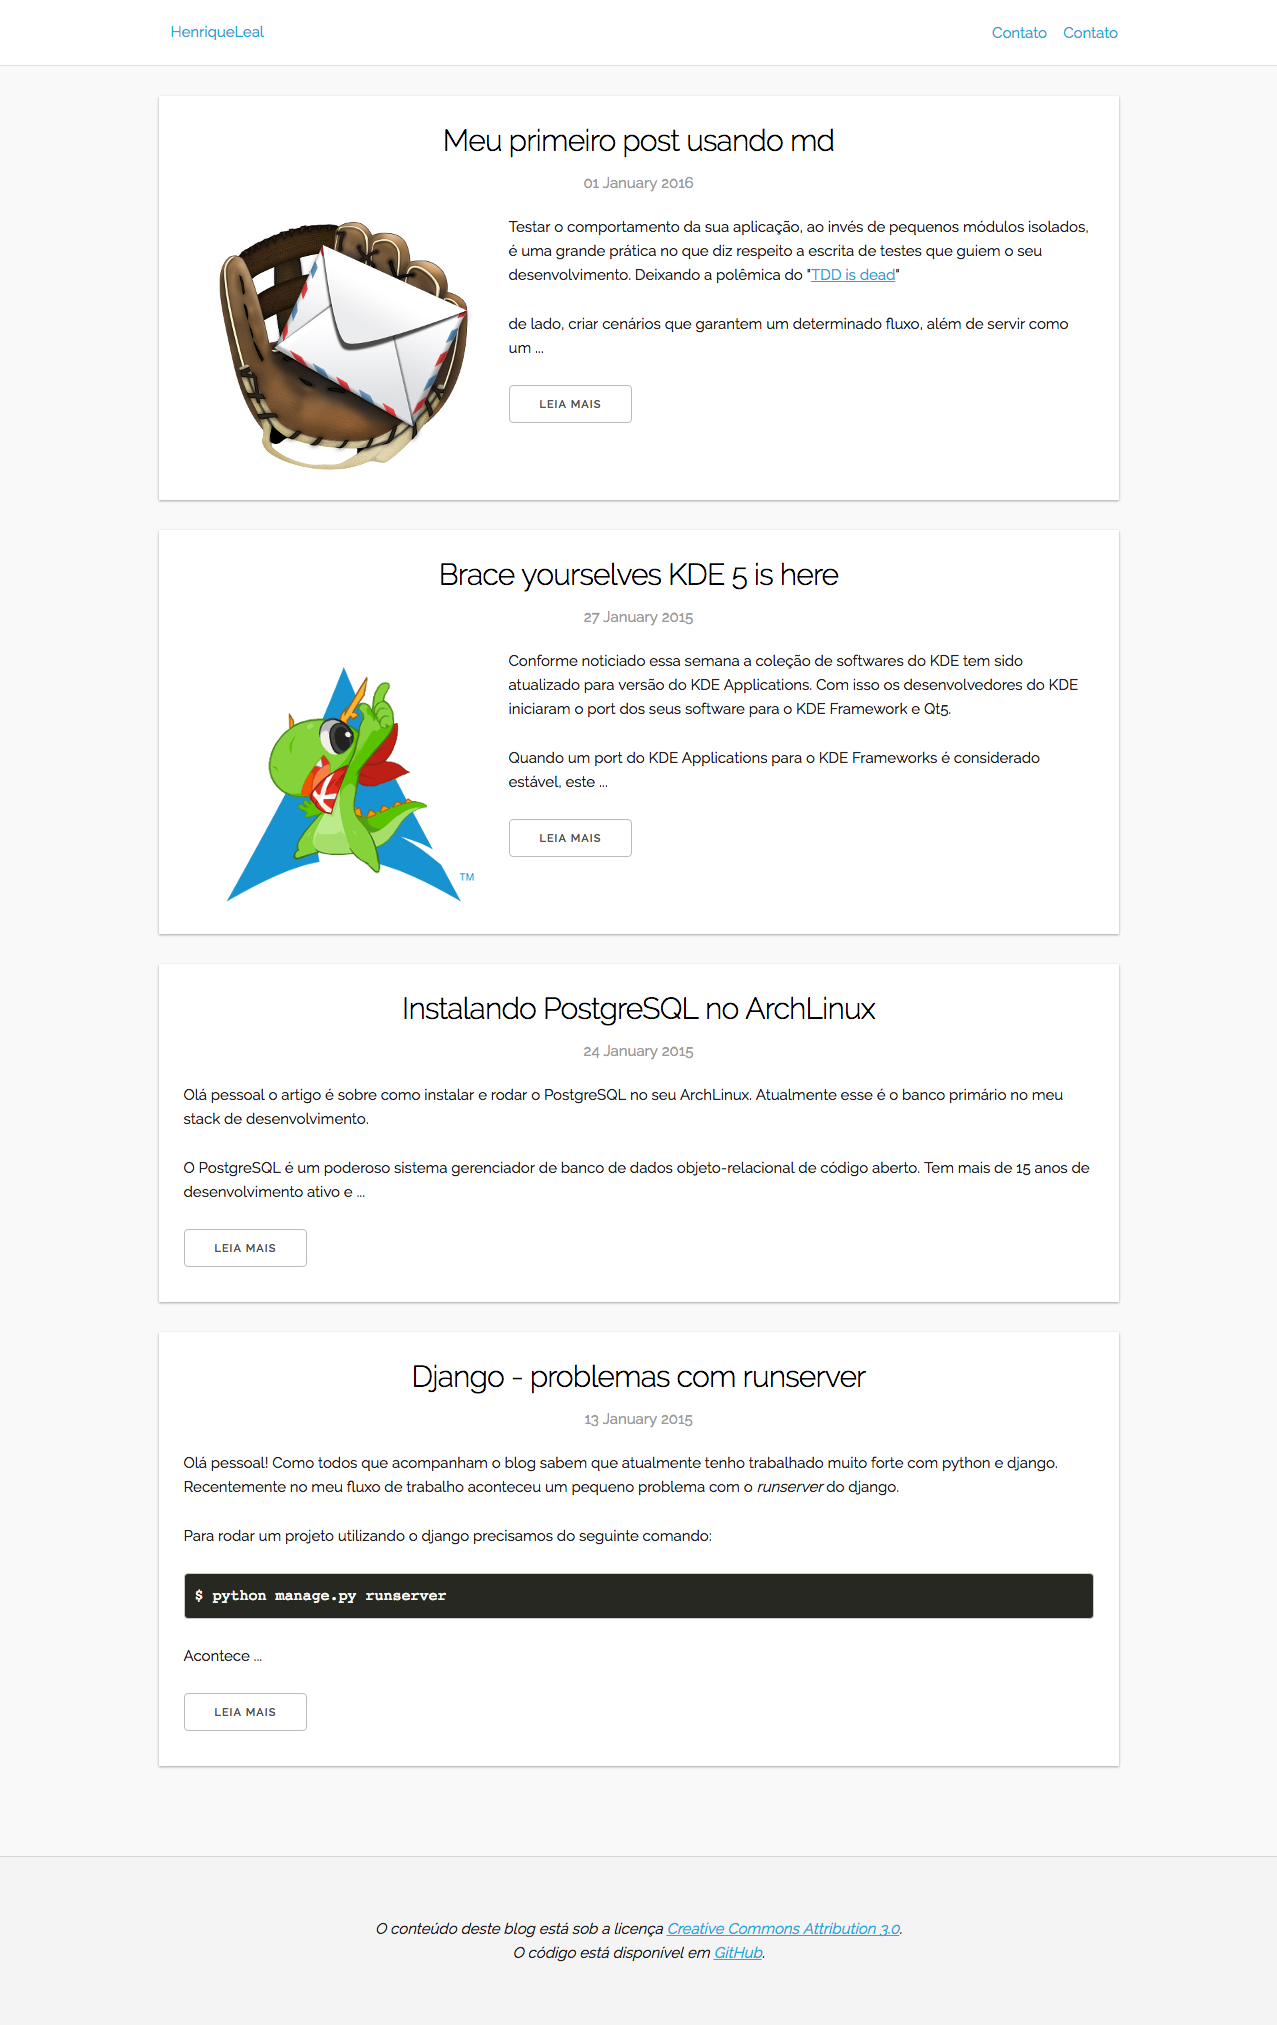 HenriqueLeal
Contato Contato
Meu primeiro post usando md
01 January 2016
Testar o comportamento da sua aplicação, ao invés de pequenos módulos isolados,
é uma grande prática no que diz respeito a escrita de testes que guiem o seu
desenvolvimento. Deixando a polêmica do "TDD is dead"
de lado, criar cenários que garantem um determinado fluxo, além de servir como
um ...
LEIA MAIS
Brace yourselves KDE 5 is here
27 January 2015
TM
Conforme noticiado essa semana a coleção de softwares do KDE tem sido
atualizado para versão do KDE Applications. Com isso os desenvolvedores do KDE
iniciaram o port dos seus software para o KDE Framework e Qt5.
Quando um port do KDE Applications para o KDE Frameworks é considerado
estável, este ...
LEIA MAIS
Instalando PostgreSQL no ArchLinux
24 January 2015
Olá pessoal o artigo é sobre como instalar e rodar o PostgreSQL no seu ArchLinux. Atualmente esse é o banco primário no meu
stack de desenvolvimento.
O PostgreSQL é um poderoso sistema gerenciador de banco de dados objeto-relacional de código aberto. Tem mais de 15 anos de
desenvolvimento ativo e ...
LEIA MAIS
Django - problemas com runserver
13 January 2015
Olá pessoal! Como todos que acompanham o blog sabem que atualmente tenho trabalhado muito forte com python e django.
Recentemente no meu fluxo de trabalho aconteceu um pequeno problema com o runserver do django.
Para rodar um projeto utilizando o django precisamos do seguinte comando:
$ python manage.py runserver
Acontece ...
LEIA MAIS
O conteúdo deste blog está sob a licença Creative Commons Attribution 3.0.
O código está disponível em GitHub.